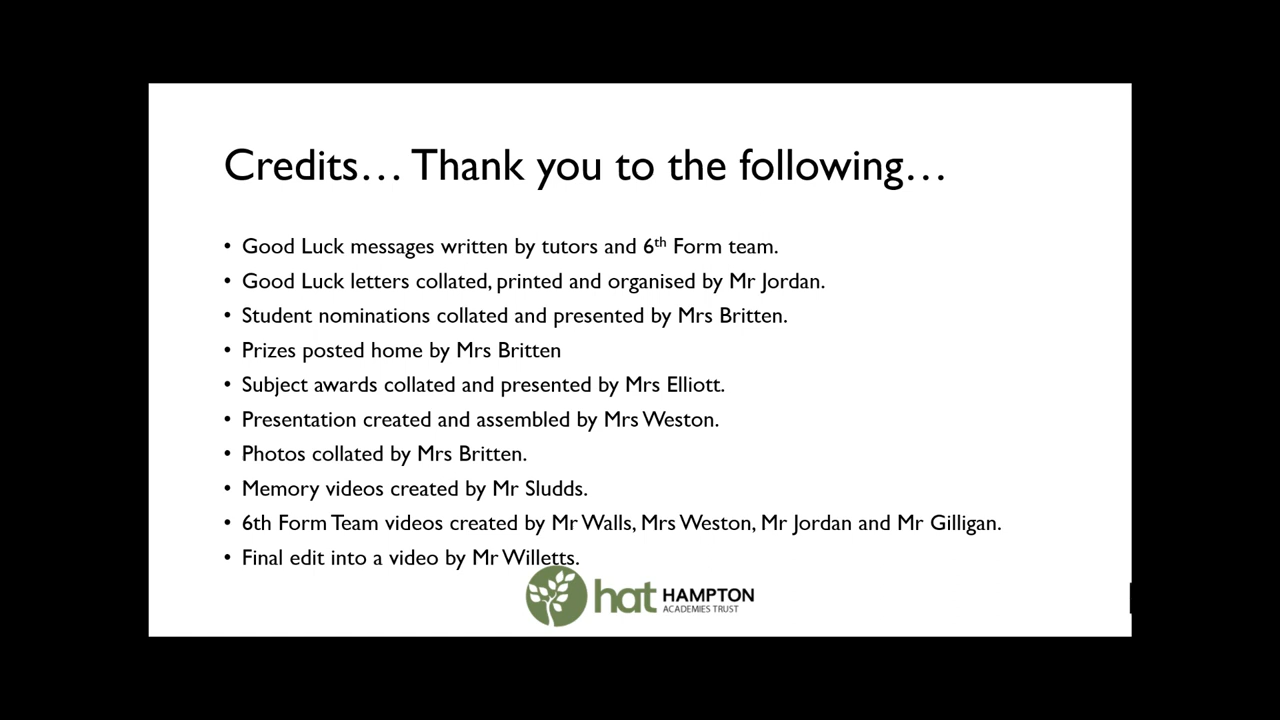 Credits… Thank you to the following…
• Good Luck messages written by tutors and 6th Form team.
• Good Luck letters collated, printed and organised by Mr Jordan.
• Student nominations collated and presented by Mrs Britten.
• Prizes posted home by Mrs Britten
• Subject awards collated and presented by Mrs Elliott.
• Presentation created and assembled by Mrs Weston.
• Photos collated by Mrs Britten.
• Memory videos created by Mr Sludds.
• 6th Form Team videos created by Mr Walls, Mrs Weston, Mr Jordan and Mr Gilligan.
• Final edit into a video by Mr Willetts.
hat HAMPTON
ACADEMIES TRUST